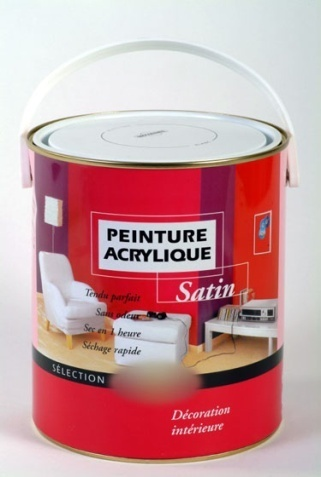 PEINTURE
ACRYLIQUE
Satin
Tendu parfait
Sans odeur
Sec en 1 heure
Séchage rapide
SÉLECTION
Décoration
intérieure